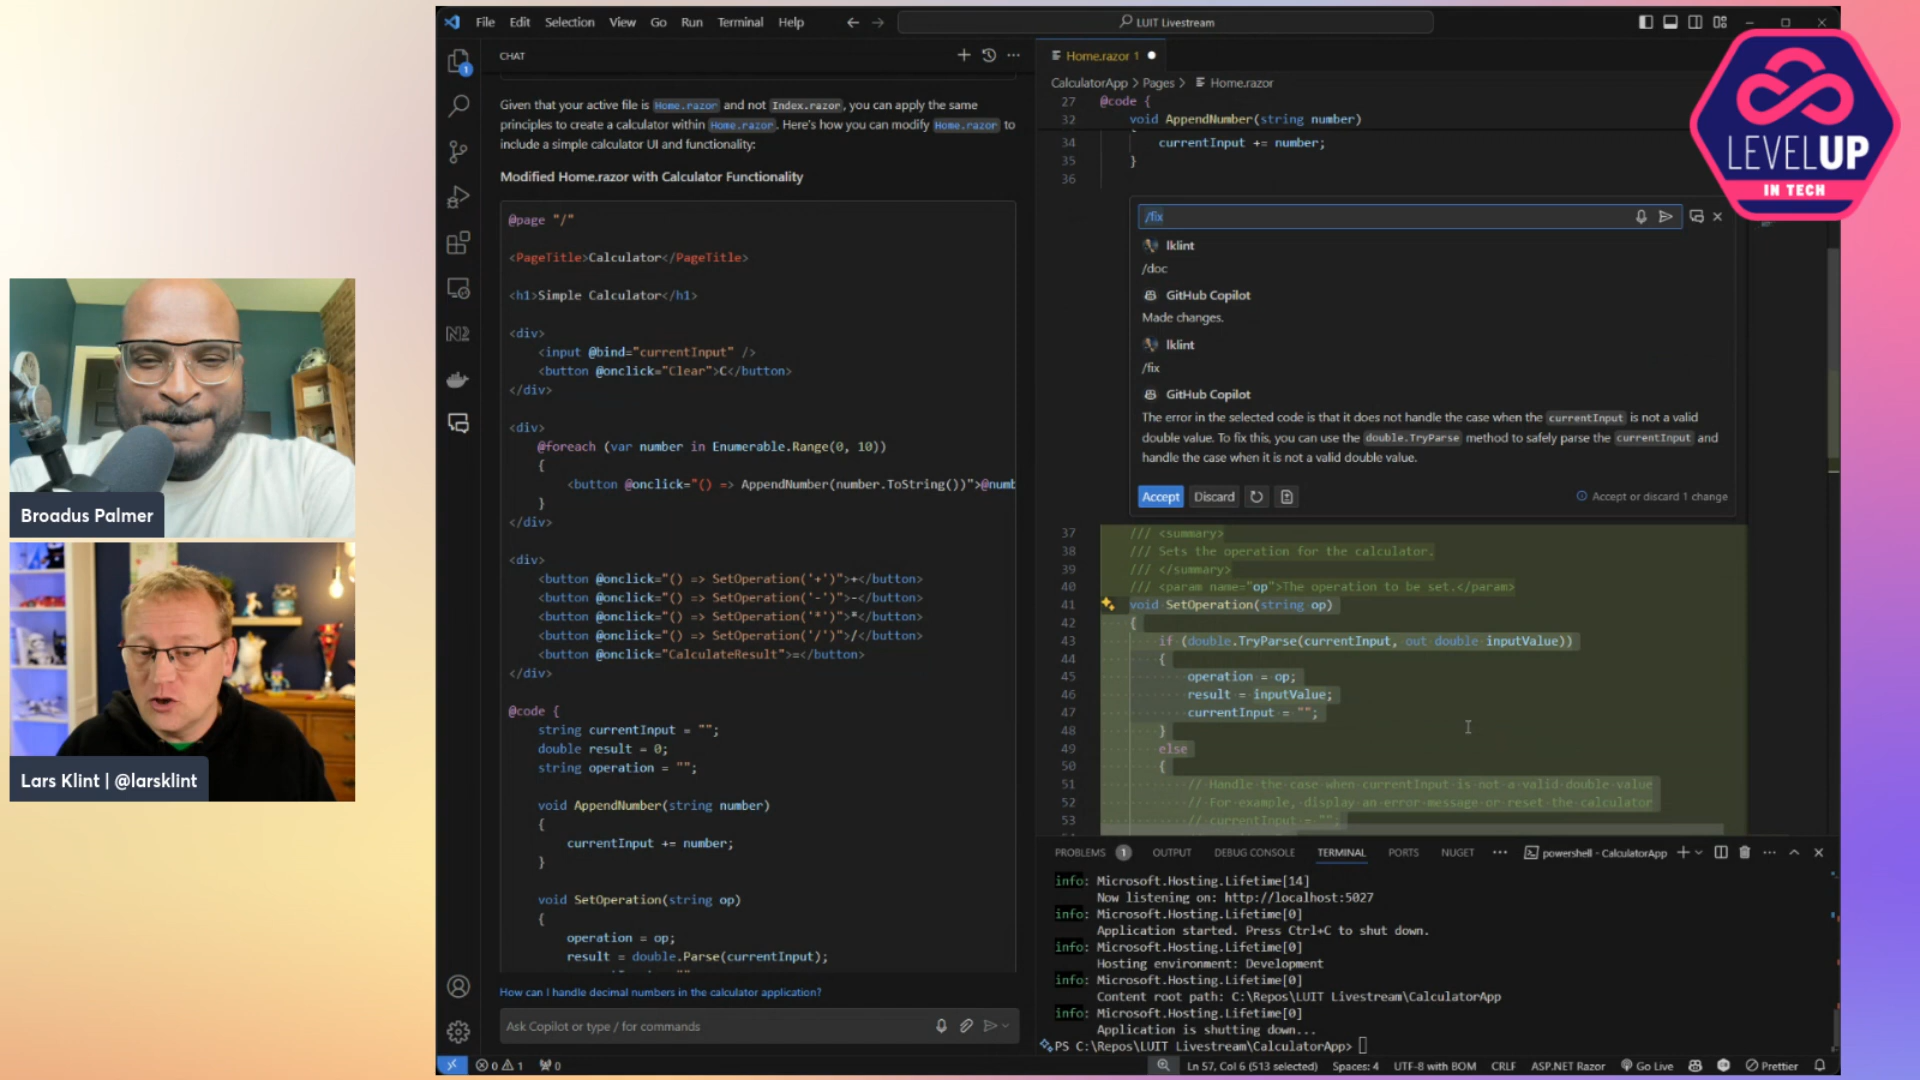 File Edit Selection View Go Run Terminal Help
LUIT Livestream
CHAT
Given that your active file is Home.razor and not Index.razor, you can apply the same
principles to create a calculator within Home.razor. Here's how you can modify Home.razor to
include a simple calculator UI and functionality:
Modified Home.razor with Calculator Functionality
@page "/"
<PageTitle>Calculator</PageTitle>
<h1>Simple Calculator</h1>
<div>
<input @bind="currentInput" />
<button @onclick="Clear">C</button>
</div>
<div>
@foreach (var number in Enumerable.Range(0, 10))
{
<button @onclick="() => AppendNumber(number.ToString())">@numb
}
</div>
<div>
<button @onclick="() => SetOperation('+')">+</button>
<button @onclick="() => SetOperation('-')">-</button>
<button @onclick="() => SetOperation('*')">*</button>
<button @onclick="() => SetOperation('/')">/</button>
<button @onclick="CalculateResult">=</button>
</div>
@code {
string currentInput = "";
double result = 0;
string operation = "";
void AppendNumber(string number)
{
currentInput += number;
}
void SetOperation(string op)
{
operation = op;
result = double.Parse(currentInput);
How can I handle decimal numbers in the calculator application?
Ask Copilot or type / for commands
Home.razor 1
CalculatorApp > Pages > Home.razor
27 @code {
32 void AppendNumber(string number)
34 currentInput += number;
35 }
36
/fix
lklint
/doc
GitHub Copilot
Made changes.
lklint
/fix
GitHub Copilot
The error in the selected code is that it does not handle the case when the currentInput is not a valid
double value. To fix this, you can use the double.TryParse method to safely parse the currentInput and
handle the case when it is not a valid double value.
Accept Discard Accept or discard 1 change
37 /// <summary>
38 /// Sets the operation for the calculator.
39 /// </summary>
40 /// <param name="op">The operation to be set.</param>
41 void SetOperation(string op)
42 {
43 if (double.TryParse(currentInput, out double inputValue))
44 {
45 operation = op;
46 result = inputValue;
47 currentInput = "";
48 }
49 else
50 {
51 // Handle the case when currentInput is not a valid double value
52 // For example, display an error message or reset the calculator
53 // currentInput = "";
PROBLEMS 1 OUTPUT DEBUG CONSOLE TERMINAL PORTS NUGET powershell - CalculatorApp
info: Microsoft.Hosting.Lifetime[14]
Now listening on: http://localhost:5027
info: Microsoft.Hosting.Lifetime[0]
Application started. Press Ctrl+C to shut down.
info: Microsoft.Hosting.Lifetime[0]
Hosting environment: Development
info: Microsoft.Hosting.Lifetime[0]
Content root path: C:\Repos\LUIT Livestream\CalculatorApp
info: Microsoft.Hosting.Lifetime[0]
Application is shutting down...
PS C:\Repos\LUIT Livestream\CalculatorApp>
0 1 0 Ln 57, Col 6 (513 selected) Spaces: 4 UTF-8 with BOM CRLF ASP.NET Razor Go Live Prettier
LEVELUP
IN TECH
Broadus Palmer
Lars Klint | @larsklint